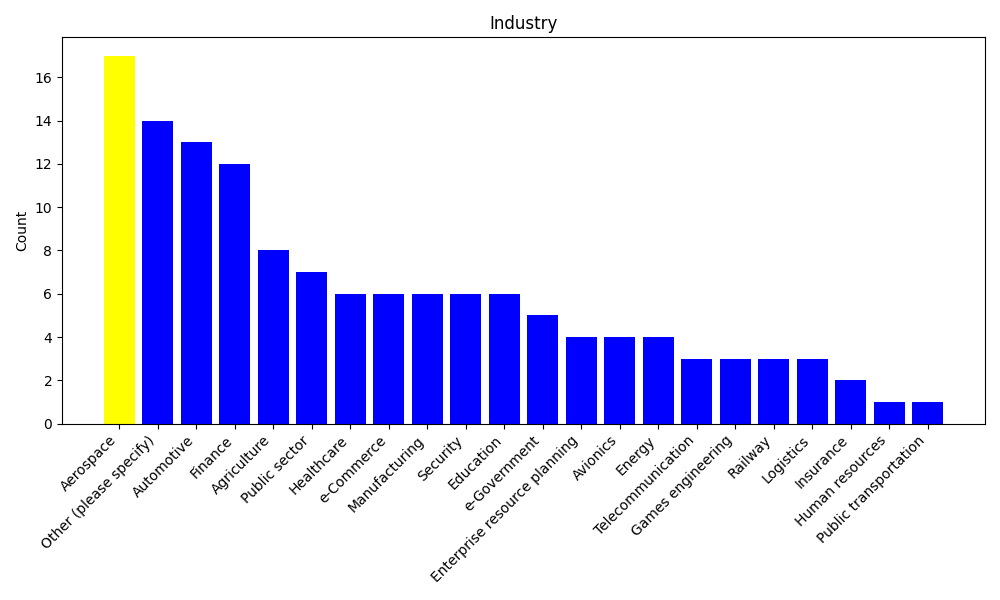 Industry
Count
16
14
12
10
8
6
4
2
0
Aerospace
Other (please specify)
Automotive
Finance
Agriculture
Public sector
Healthcare
e-Commerce
Manufacturing
Security
Education
e-Government
Enterprise resource planning
Avionics
Energy
Telecommunication
Games engineering
Railway
Logistics
Insurance
Human resources
Public transportation